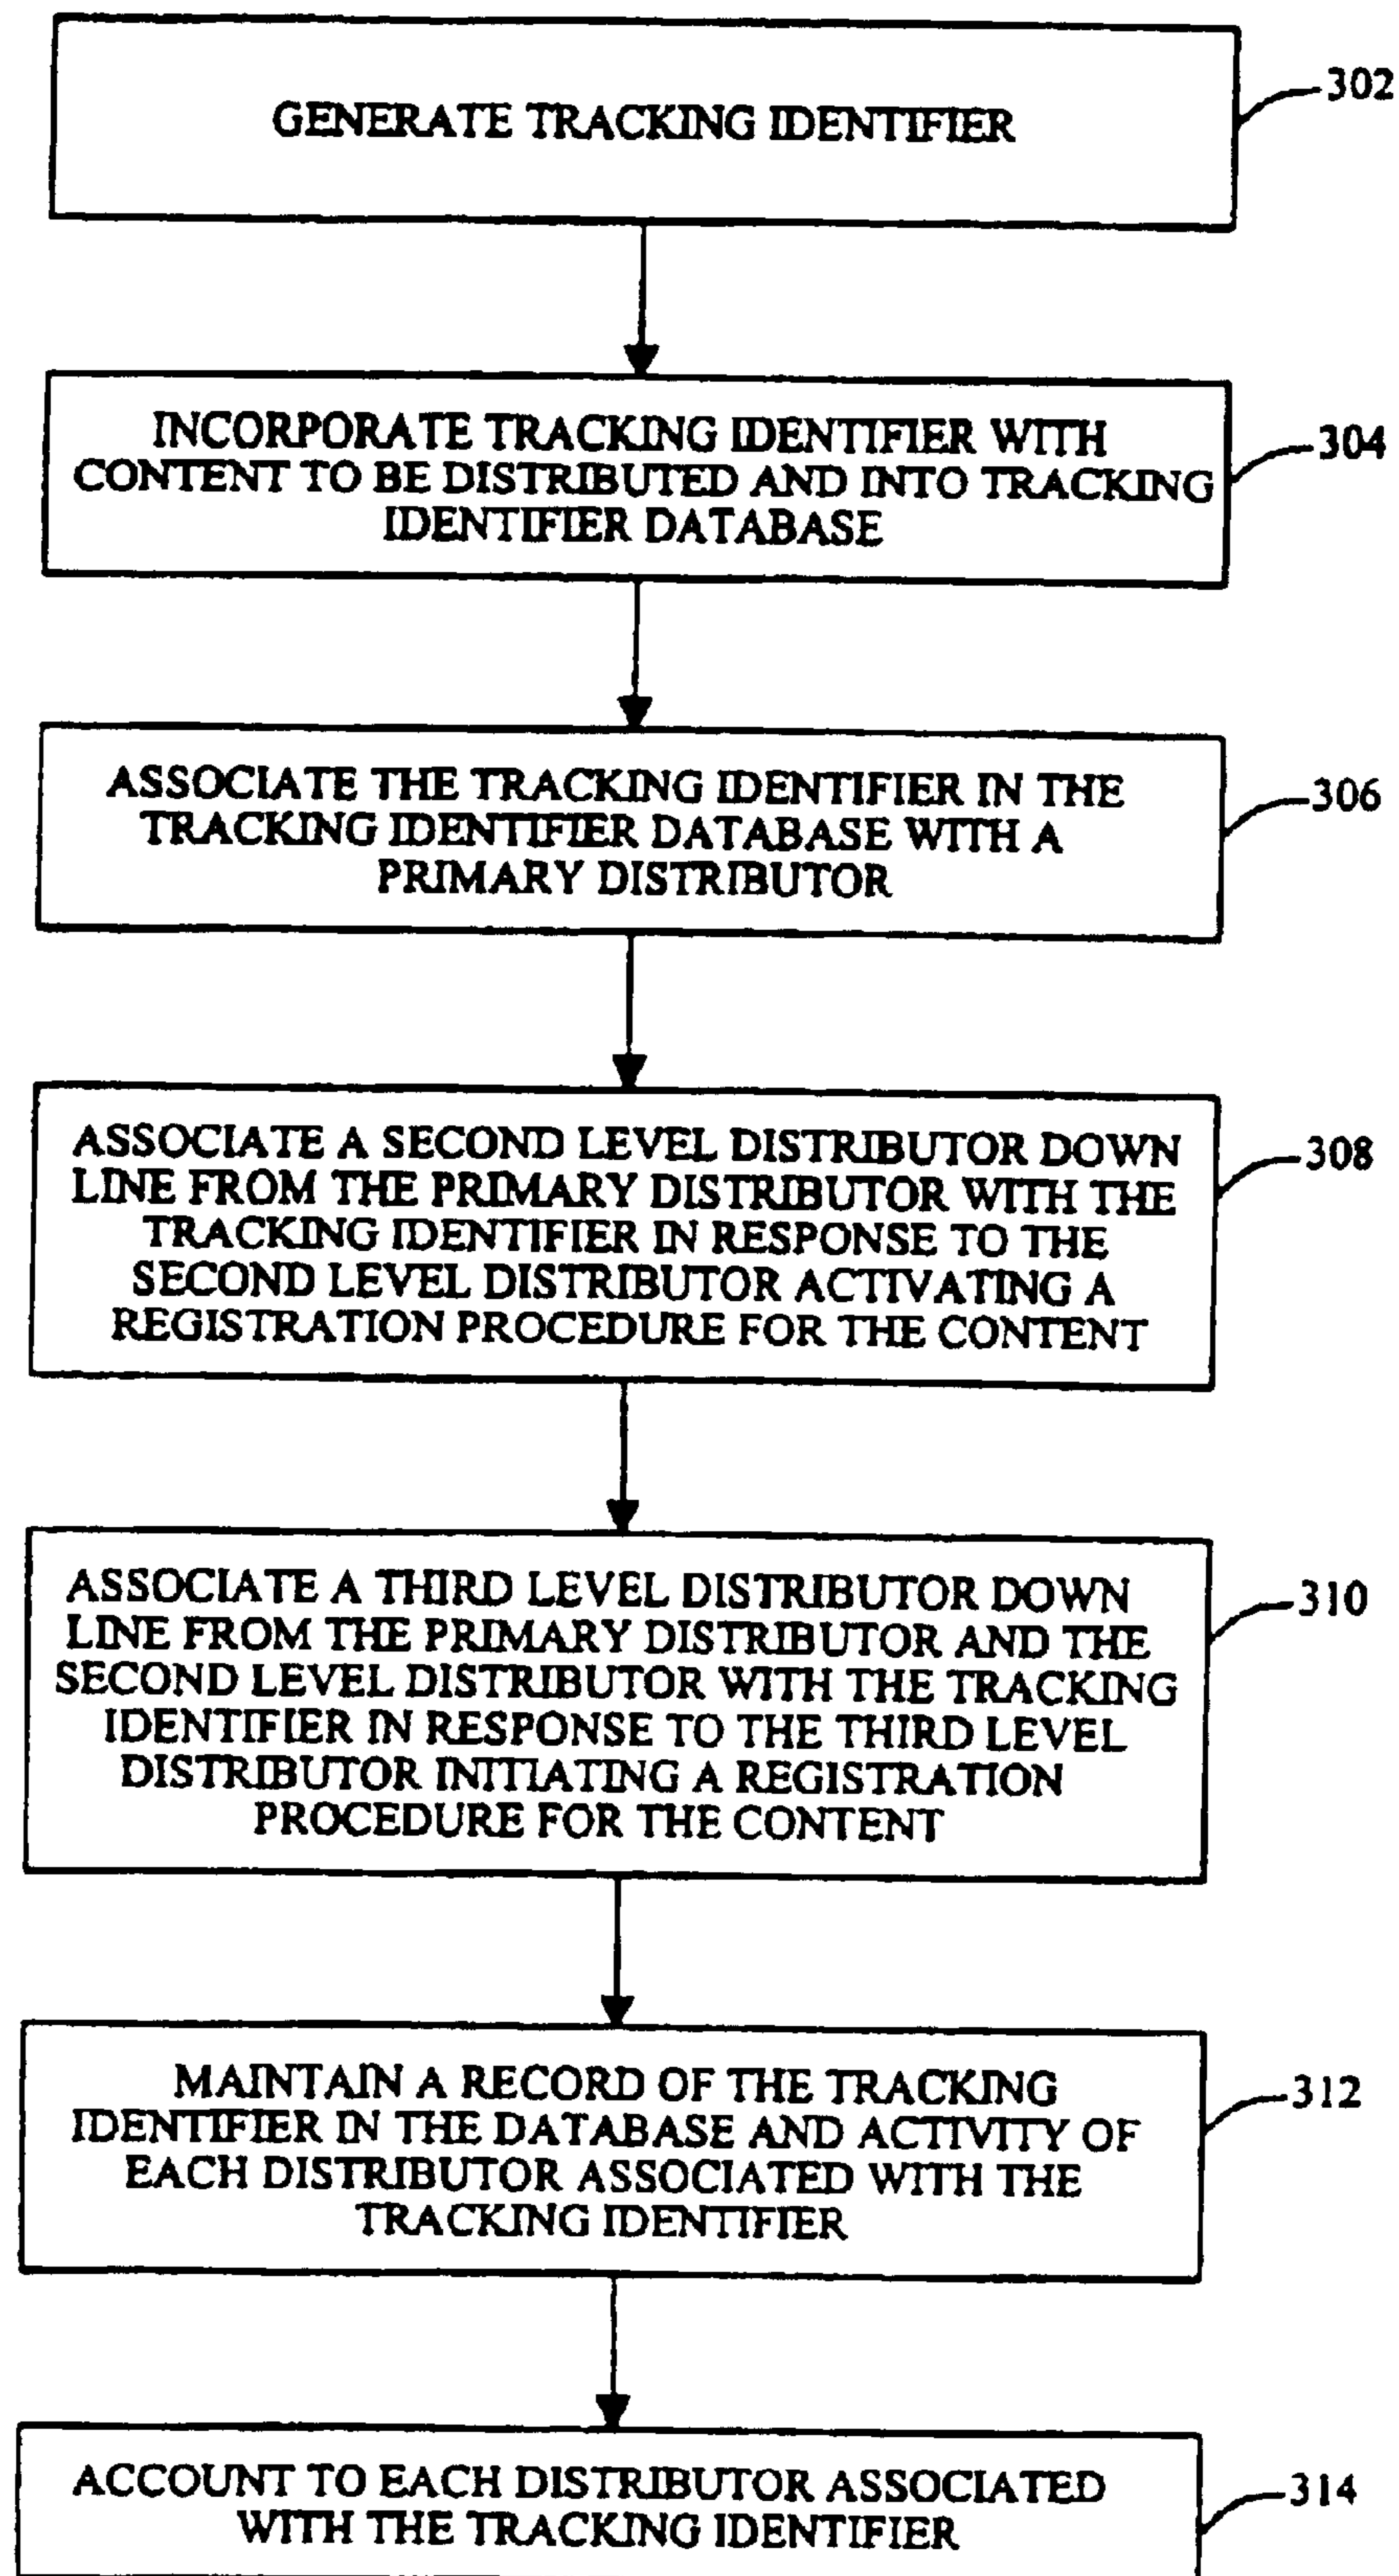 GENERATE TRACKING IDENTIFIER
302
INCORPORATE TRACKING IDENTIFIER WITH
CONTENT TO BE DISTRIBUTED AND INTO TRACKING
IDENTIFIER DATABASE
304
ASSOCIATE THE TRACKING IDENTIFIER IN THE
TRACKING IDENTIFIER DATABASE WITH A
PRIMARY DISTRIBUTOR
306
ASSOCIATE A SECOND LEVEL DISTRIBUTOR DOWN
LINE FROM THE PRIMARY DISTRIBUTOR WITH THE
TRACKING IDENTIFIER IN RESPONSE TO THE
SECOND LEVEL DISTRIBUTOR ACTIVATING A
REGISTRATION PROCEDURE FOR THE CONTENT
308
ASSOCIATE A THIRD LEVEL DISTRIBUTOR DOWN
LINE FROM THE PRIMARY DISTRIBUTOR AND THE
SECOND LEVEL DISTRIBUTOR WITH THE TRACKING
IDENTIFIER IN RESPONSE TO THE THIRD LEVEL
DISTRIBUTOR INITIATING A REGISTRATION
PROCEDURE FOR THE CONTENT
310
MAINTAIN A RECORD OF THE TRACKING
IDENTIFIER IN THE DATABASE AND ACTIVITY OF
EACH DISTRIBUTOR ASSOCIATED WITH THE
TRACKING IDENTIFIER
312
ACCOUNT TO EACH DISTRIBUTOR ASSOCIATED
WITH THE TRACKING IDENTIFIER
314